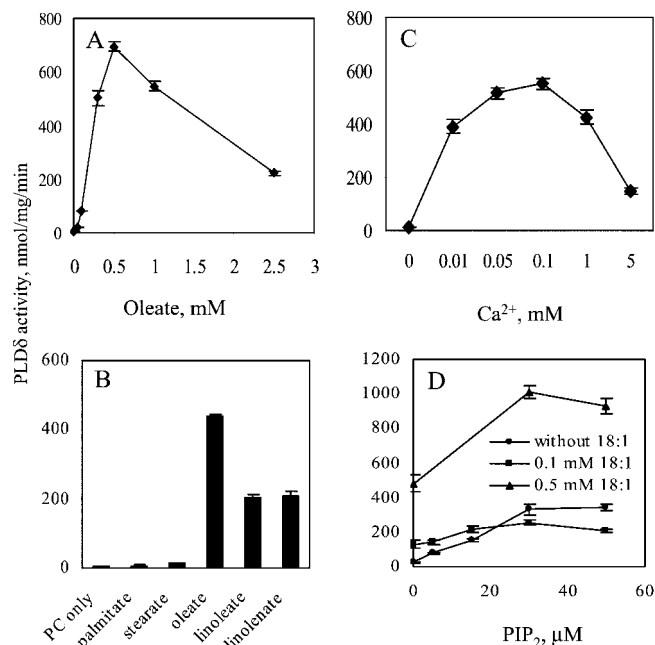 PLDδ activity, nmol/mg/min
A
800
600
400
200
0
0 0.5 1 1.5 2 2.5 3
Oleate, mM
C
800
600
400
200
0
0 0.01 0.05 0.1 1 5
Ca²⁺, mM
B
600
400
200
0
PC only
palmitate
stearate
oleate
linoleate
linolenate
D
1200
1000
800
600
400
200
0
without 18:1
0.1 mM 18:1
0.5 mM 18:1
0 20 40 60
PIP₂, μM